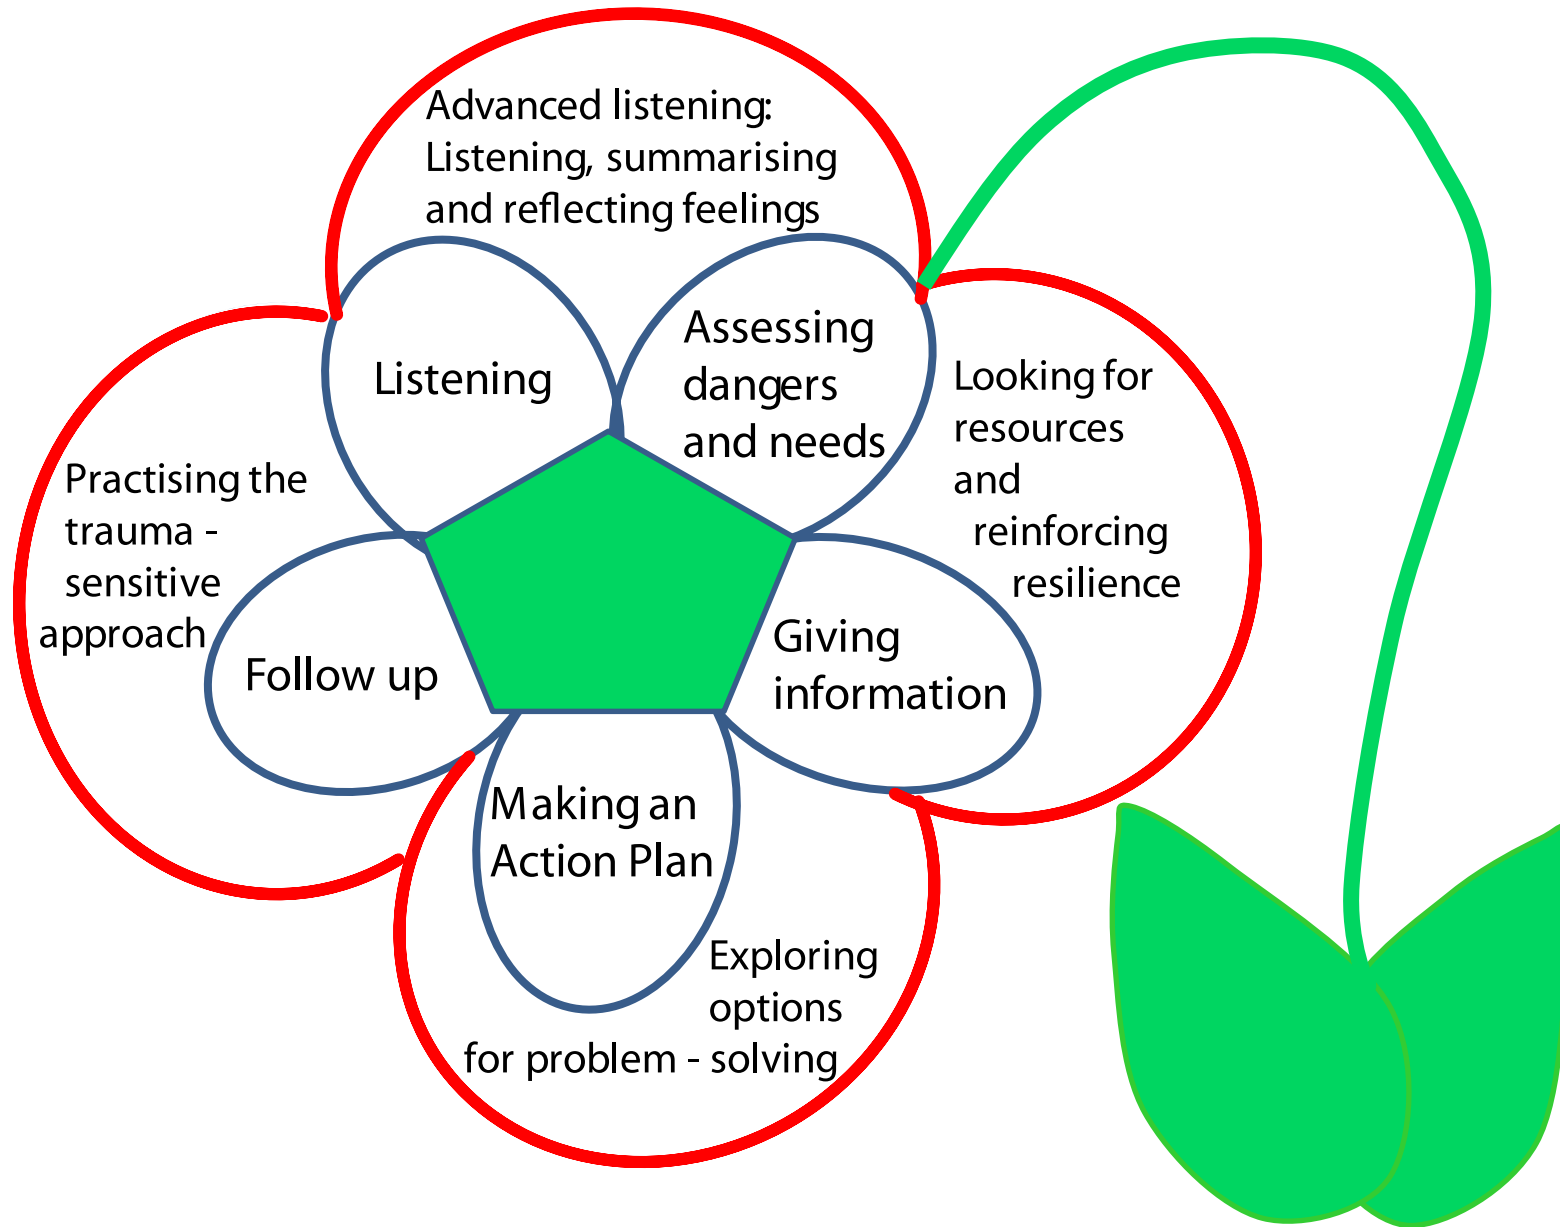 Advanced listening:
Listening, summarising
and reflecting feelings
Listening
Assessing
dangers
and needs
Looking for
resources
and
reinforcing
resilience
Practising the
trauma -
sensitive
approach
Follow up
Giving
information
Making an
Action Plan
Exploring
options
for problem - solving